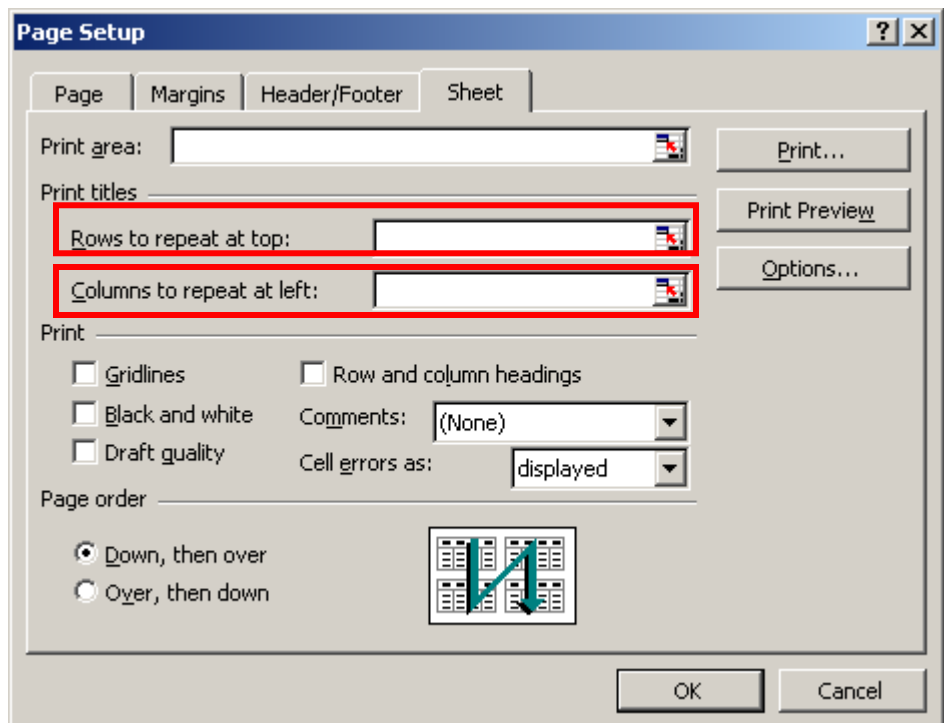 Page Setup
Page Margins Header/Footer Sheet
Print area:
Print...
Print titles
Print Preview
Rows to repeat at top:
Options...
Columns to repeat at left:
Print
Gridlines Row and column headings
Black and white Comments: (None)
Draft quality Cell errors as: displayed
Page order
Down, then over
Over, then down
OK Cancel